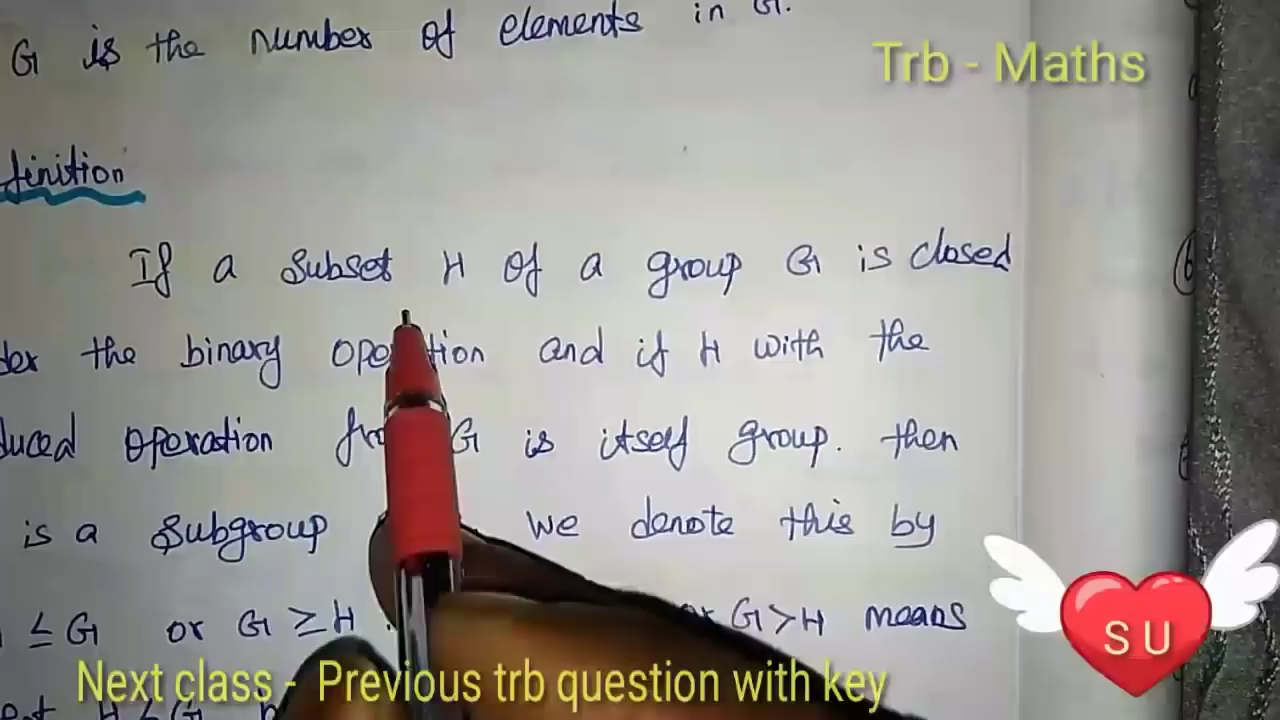 G is the number of elements in G.
Trb - Maths
finition
If a subset H of a group G is closed
the binary operation and if H with the
duced operation G is itself group. then
is a subgroup we denote this by
≤ G or G ≥ H or G > H means
S U
Next class - Previous trb question with key
H < G